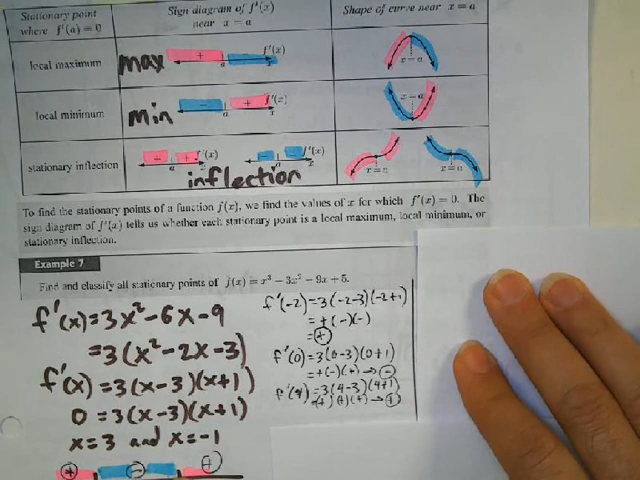 Stationary point where f'(a) = 0
Sign diagram of f'(x) near x = a
Shape of curve near x = a
local maximum
max
+
f'(x)
a
x
x = a
local minimum
min
−
+
f'(x)
a
x
x = a
stationary inflection
+
f'(x)
a
x
−
f'(x)
a
x
inflection
x = a
x = a
To find the stationary points of a function f(x), we find the values of x for which f'(x) = 0. The
sign diagram of f'(x) tells us whether each stationary point is a local maximum, local minimum, or
stationary inflection.
Example 7
Find and classify all stationary points of f(x) = x³ − 3x² − 9x + 5.
f'(x) = 3x² − 6x − 9
= 3(x² − 2x − 3)
f'(x) = 3(x−3)(x+1)
0 = 3(x−3)(x+1)
x = 3 and x = −1
+ − +
f'(−2) = 3(−2−3)(−2+1)
= +(−)(−)
= +
f'(0) = 3(0−3)(0+1)
= +(−)(+) → −
f'(4) = 3(4−3)(4+1)
= (+)(+)(+) → +